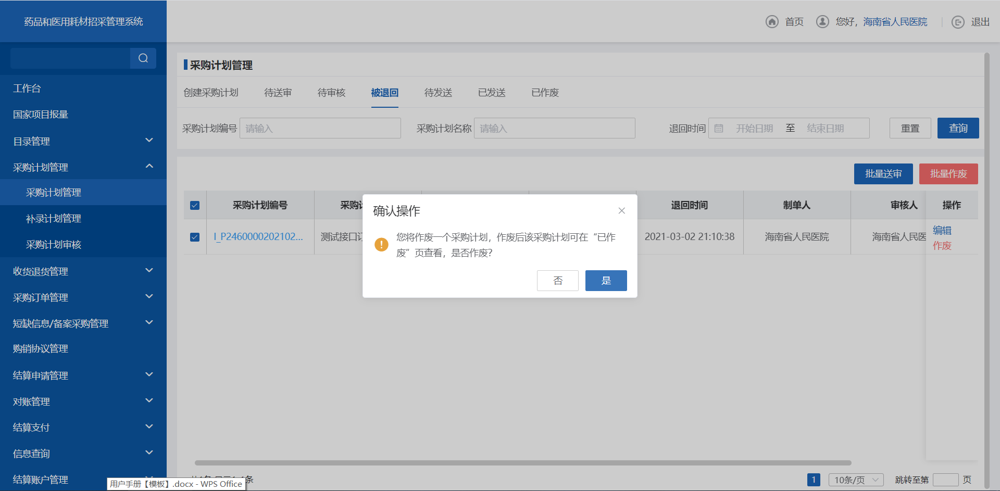 药品和医用耗材招采管理系统
首页
您好，海南省人民医院
退出
工作台
国家项目报量
目录管理
采购计划管理
采购计划管理
补录计划管理
采购计划审核
收货退货管理
采购订单管理
短缺信息/备案采购管理
购销协议管理
结算申请管理
对账管理
结算支付
信息查询
结算账户管理
采购计划管理
创建采购计划 待送审 待审核 被退回 待发送 已发送 已作废
采购计划编号 请输入 采购计划名称 请输入 退回时间 开始日期 至 结束日期 重置 查询
批量送审 批量作废
采购计划编号 采购 退回时间 制单人 审核人 操作
I_P2460000202102... 测试接口 2021-03-02 21:10:38 海南省人民医院 海南省人民医 编辑
作废
确认操作
您将作废一个采购计划，作废后该采购计划可在“已作
废”页查看，是否作废？
否 是
条
1 10条/页 跳转至第 页
用户手册【模板】.docx - WPS Office